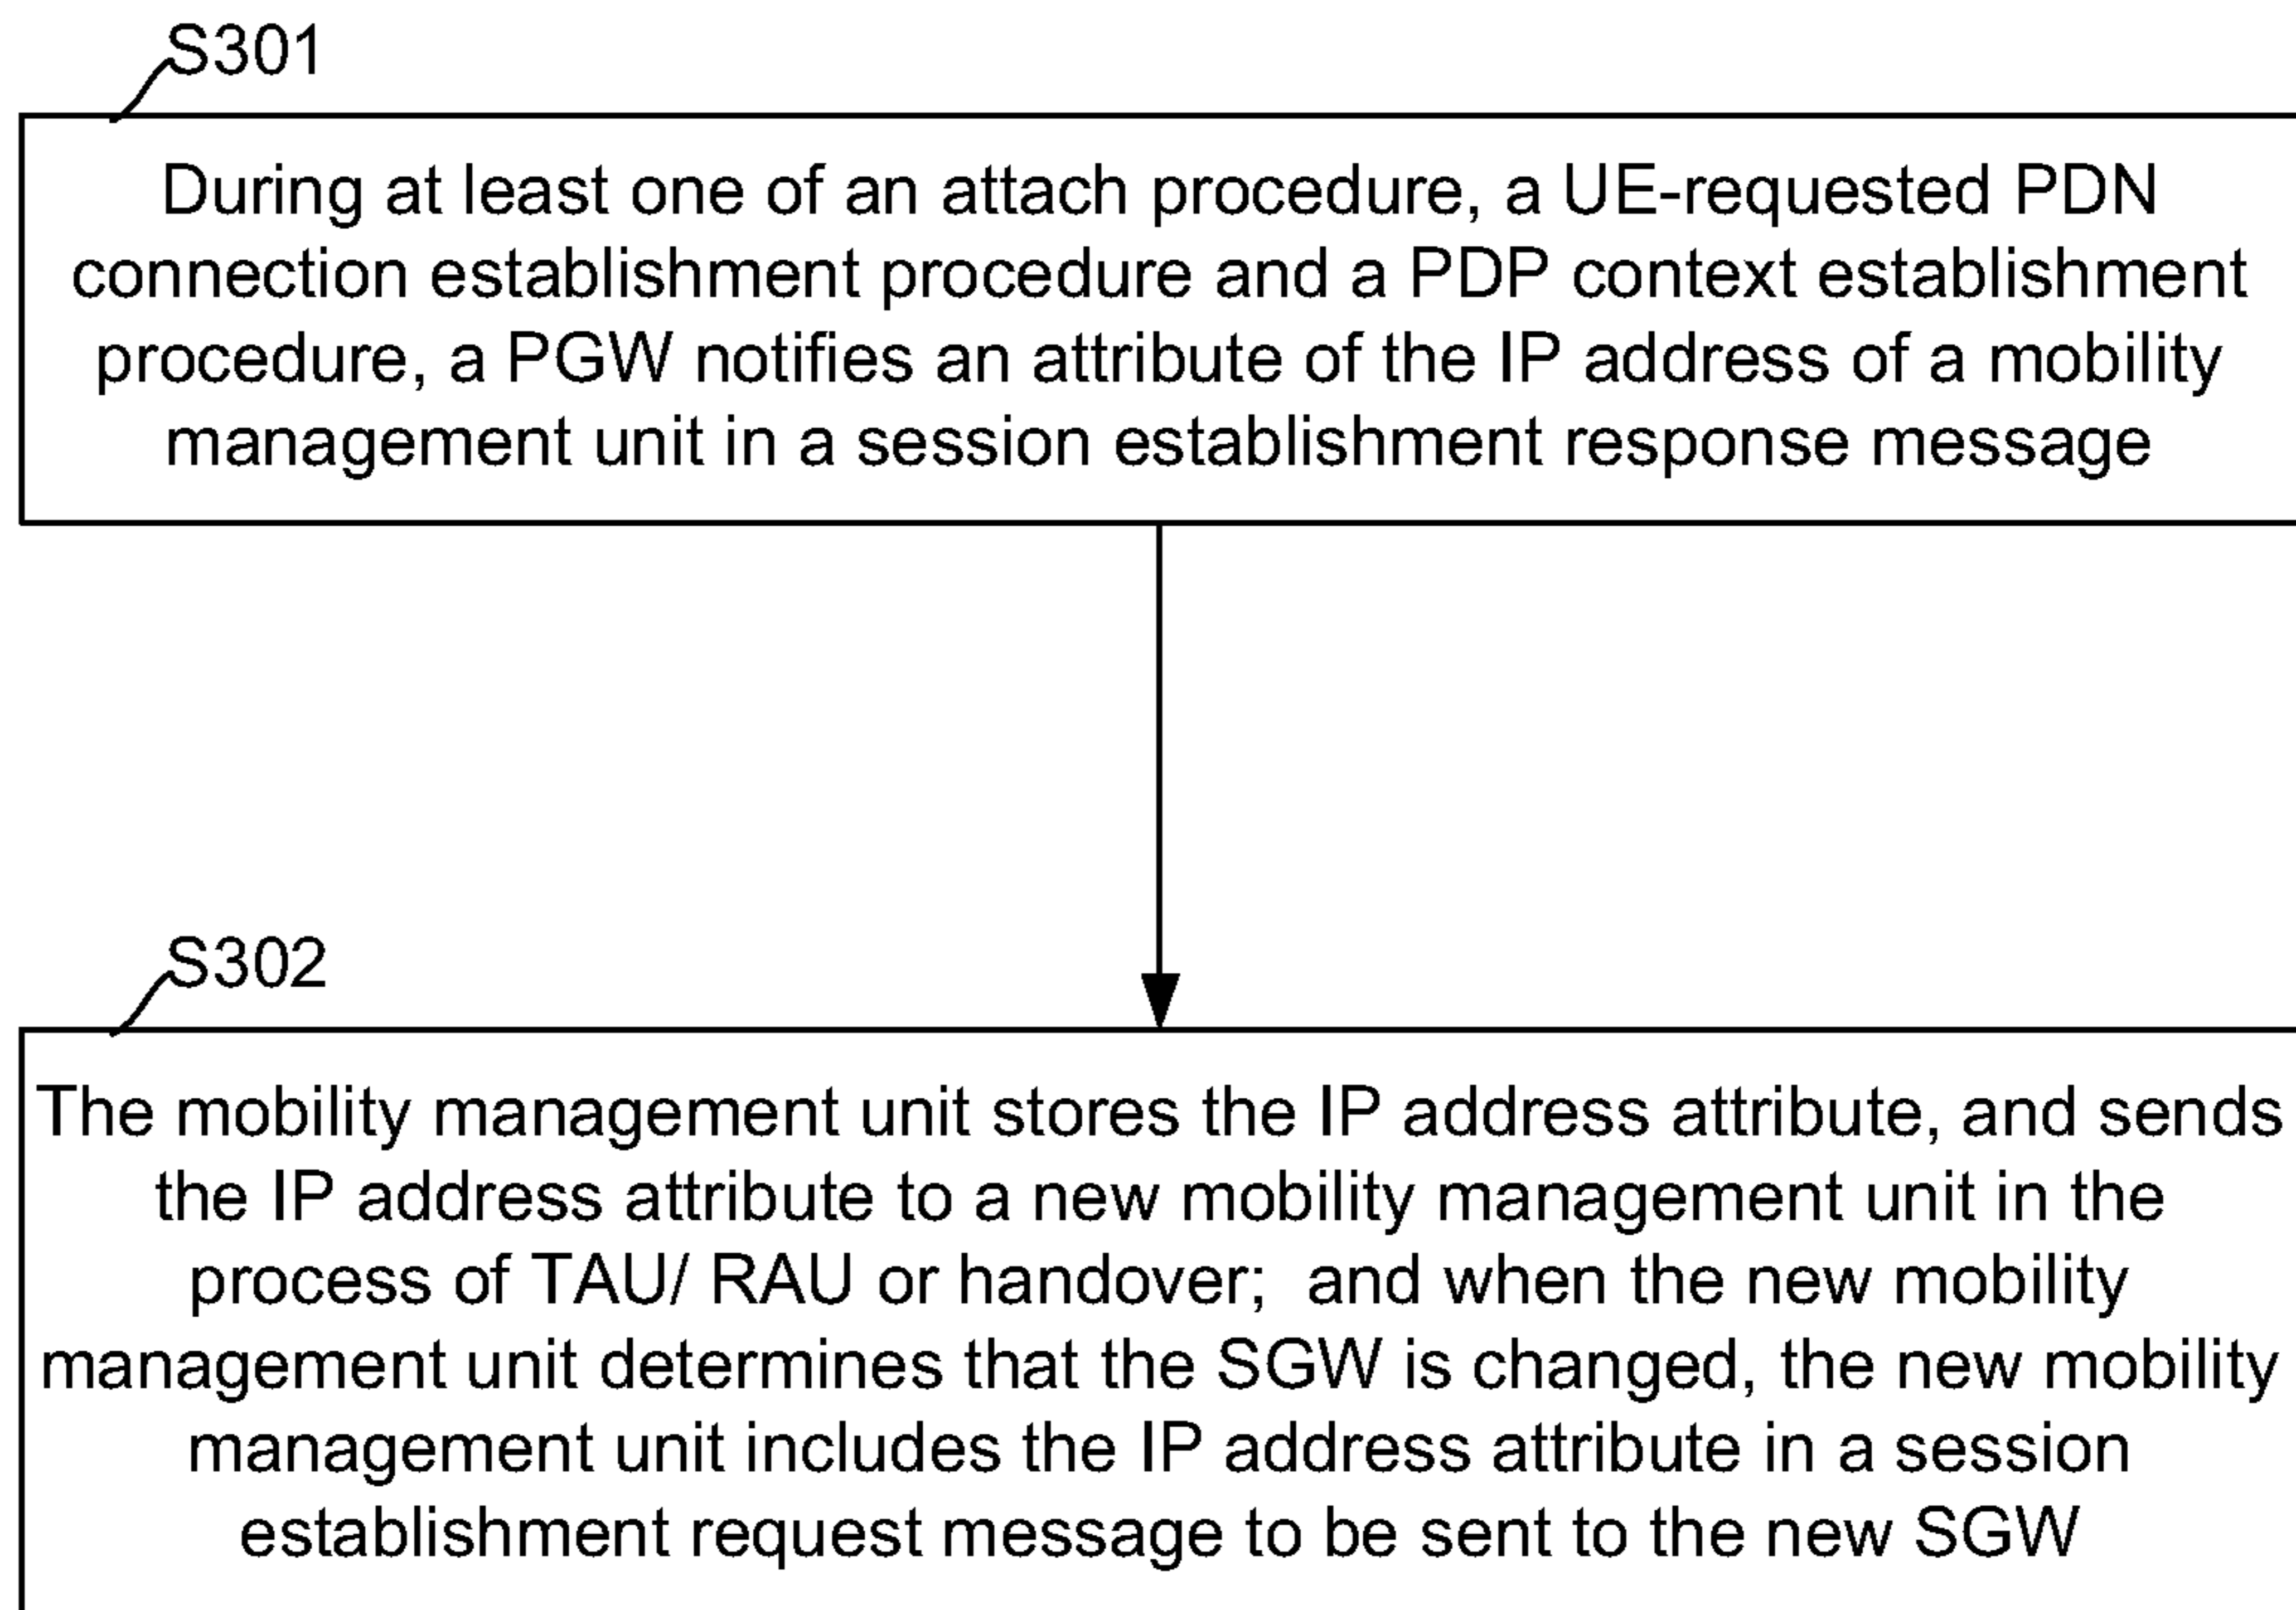 S301
During at least one of an attach procedure, a UE-requested PDN
connection establishment procedure and a PDP context establishment
procedure, a PGW notifies an attribute of the IP address of a mobility
management unit in a session establishment response message
S302
The mobility management unit stores the IP address attribute, and sends
the IP address attribute to a new mobility management unit in the
process of TAU/ RAU or handover; and when the new mobility
management unit determines that the SGW is changed, the new mobility
management unit includes the IP address attribute in a session
establishment request message to be sent to the new SGW